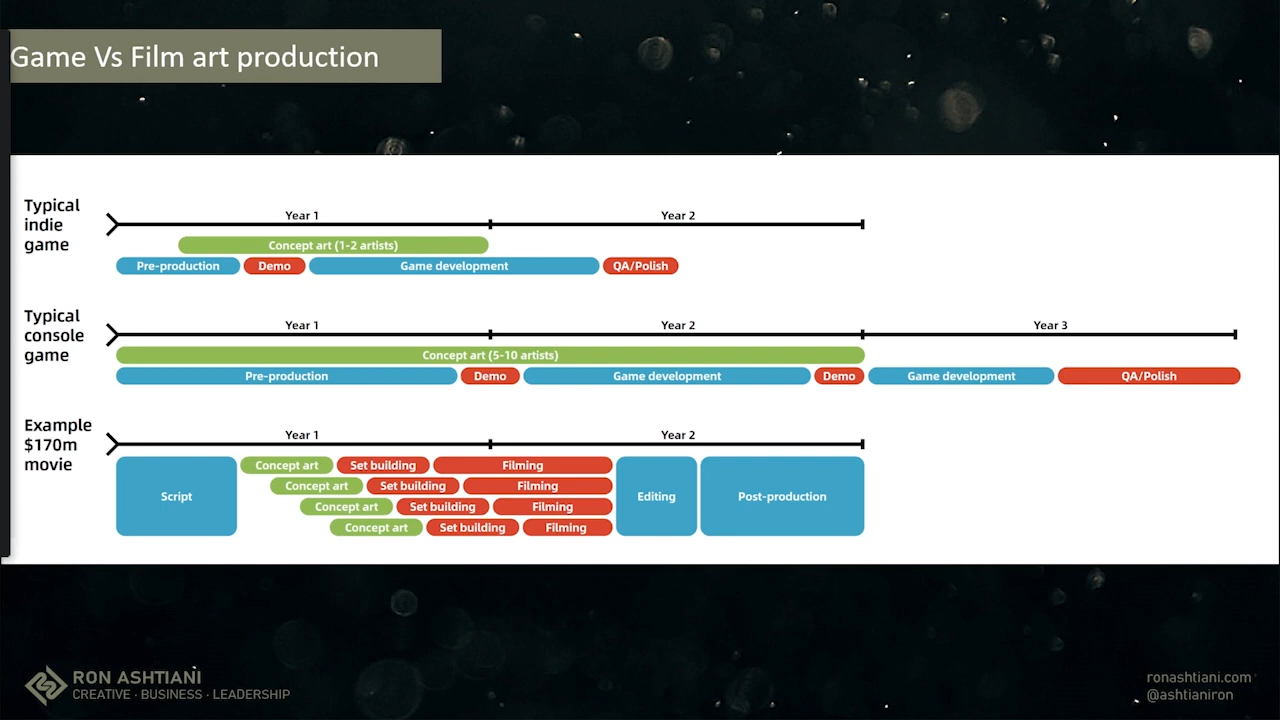 Game Vs Film art production
Typical
indie
game
Year 1
Year 2
Concept art (1-2 artists)
Pre-production
Demo
Game development
QA/Polish
Typical
console
game
Year 1
Year 2
Year 3
Concept art (5-10 artists)
Pre-production
Demo
Game development
Demo
Game development
QA/Polish
Example
$170m
movie
Year 1
Year 2
Script
Concept art
Set building
Filming
Concept art
Set building
Filming
Concept art
Set building
Filming
Concept art
Set building
Filming
Editing
Post-production
RON ASHTIANI
CREATIVE · BUSINESS · LEADERSHIP
ronashtiani.com
@ashtianiron